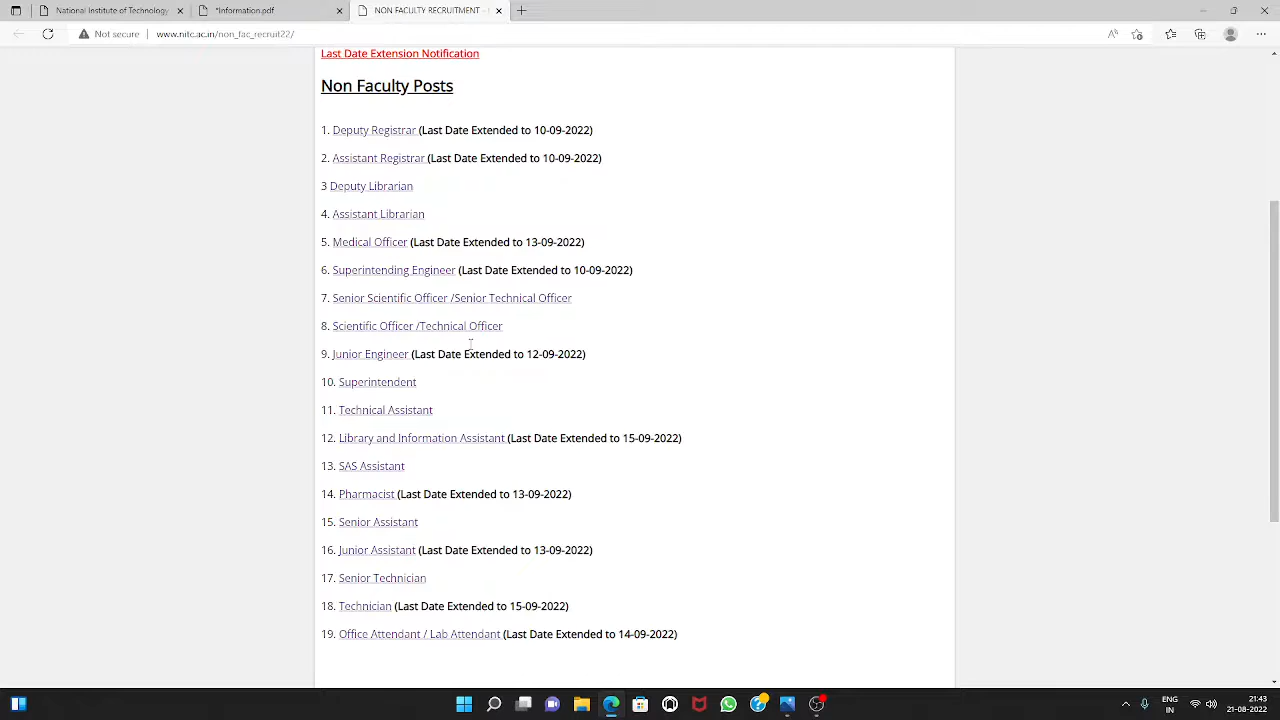 National Institute of Technology
*Information.pdf
NON FACULTY RECRUITMENT -
Not secure
www.nitc.ac.in/non_fac_recruit22/
Last Date Extension Notification
Non Faculty Posts
1. Deputy Registrar (Last Date Extended to 10-09-2022)
2. Assistant Registrar (Last Date Extended to 10-09-2022)
3 Deputy Librarian
4. Assistant Librarian
5. Medical Officer (Last Date Extended to 13-09-2022)
6. Superintending Engineer (Last Date Extended to 10-09-2022)
7. Senior Scientific Officer /Senior Technical Officer
8. Scientific Officer /Technical Officer
9. Junior Engineer (Last Date Extended to 12-09-2022)
10. Superintendent
11. Technical Assistant
12. Library and Information Assistant (Last Date Extended to 15-09-2022)
13. SAS Assistant
14. Pharmacist (Last Date Extended to 13-09-2022)
15. Senior Assistant
16. Junior Assistant (Last Date Extended to 13-09-2022)
17. Senior Technician
18. Technician (Last Date Extended to 15-09-2022)
19. Office Attendant / Lab Attendant (Last Date Extended to 14-09-2022)
ENG
IN
21:43
21-08-2022